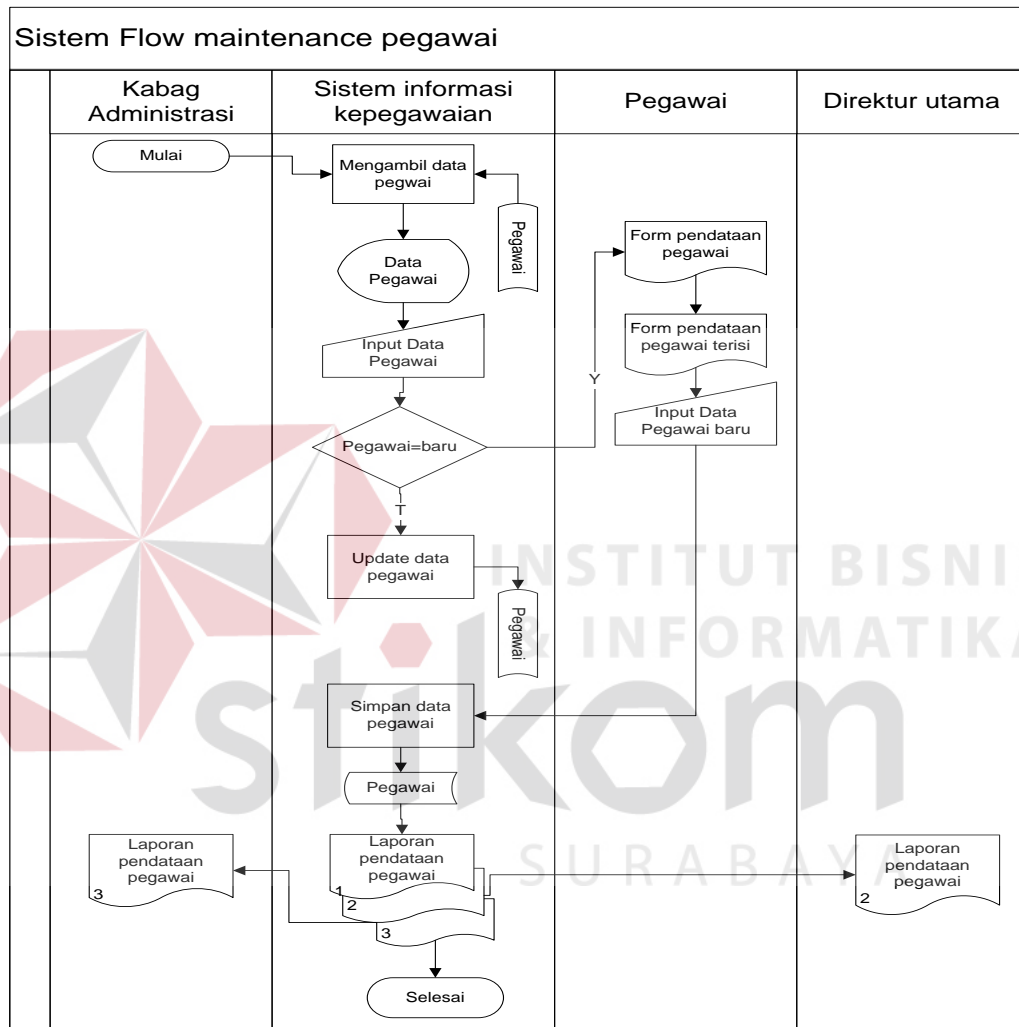 Sistem Flow maintenance pegawai
Kabag
Administrasi
Sistem informasi
kepegawaian
Pegawai
Direktur utama
Mulai
Mengambil data
pegwai
Pegawai
Data
Pegawai
Input Data
Pegawai
Pegawai=baru
Y
T
Form pendataan
pegawai
Form pendataan
pegawai terisi
Input Data
Pegawai baru
Update data
pegawai
Pegawai
Simpan data
pegawai
Pegawai
Laporan
pendataan
pegawai
3
Laporan
pendataan
pegawai
1
2
3
Laporan
pendataan
pegawai
2
Selesai
INSTITUT BISNI
& INFORMATIKA
stikom
SURABAYA